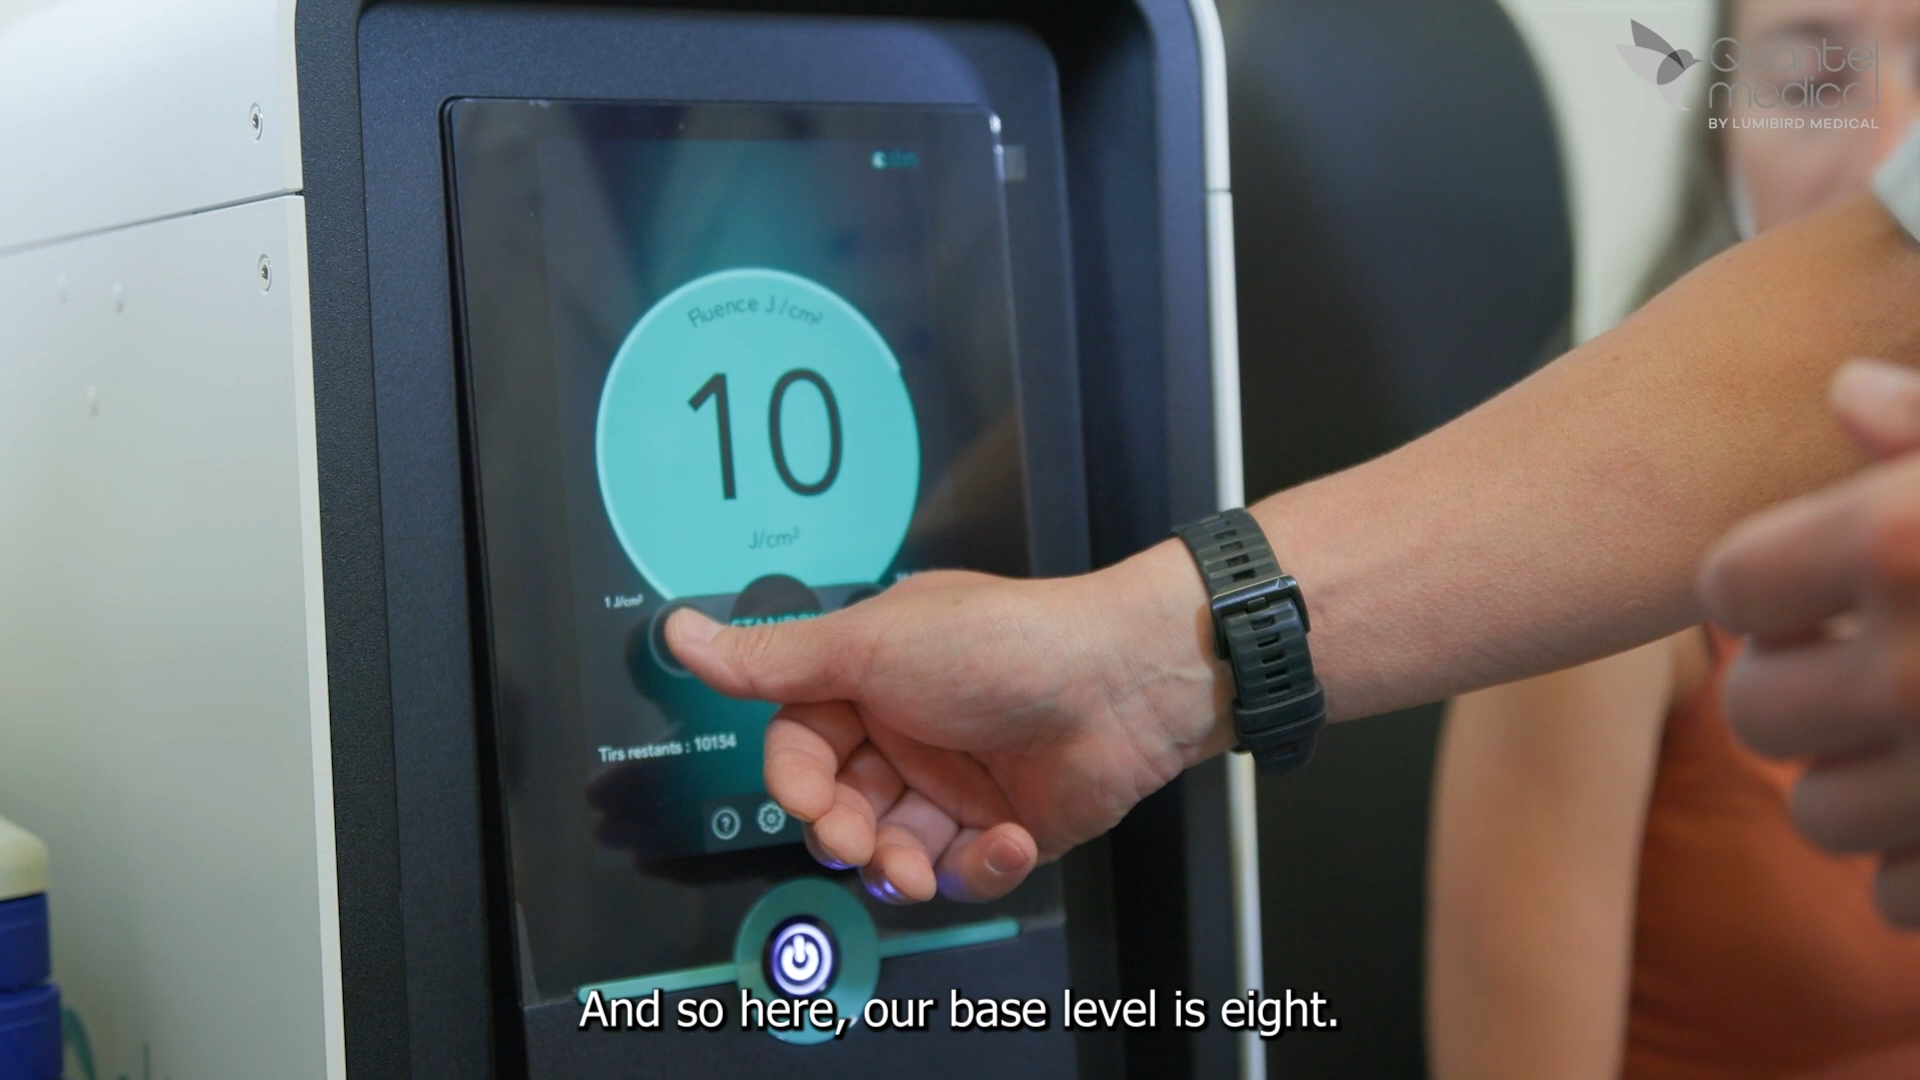 Quantel
medical
BY LUMIBIRD MEDICAL
Fluence J/cm²
10
J/cm²
1 J/cm²
STANDBY
Tirs restants : 10154
?
And so here, our base level is eight.